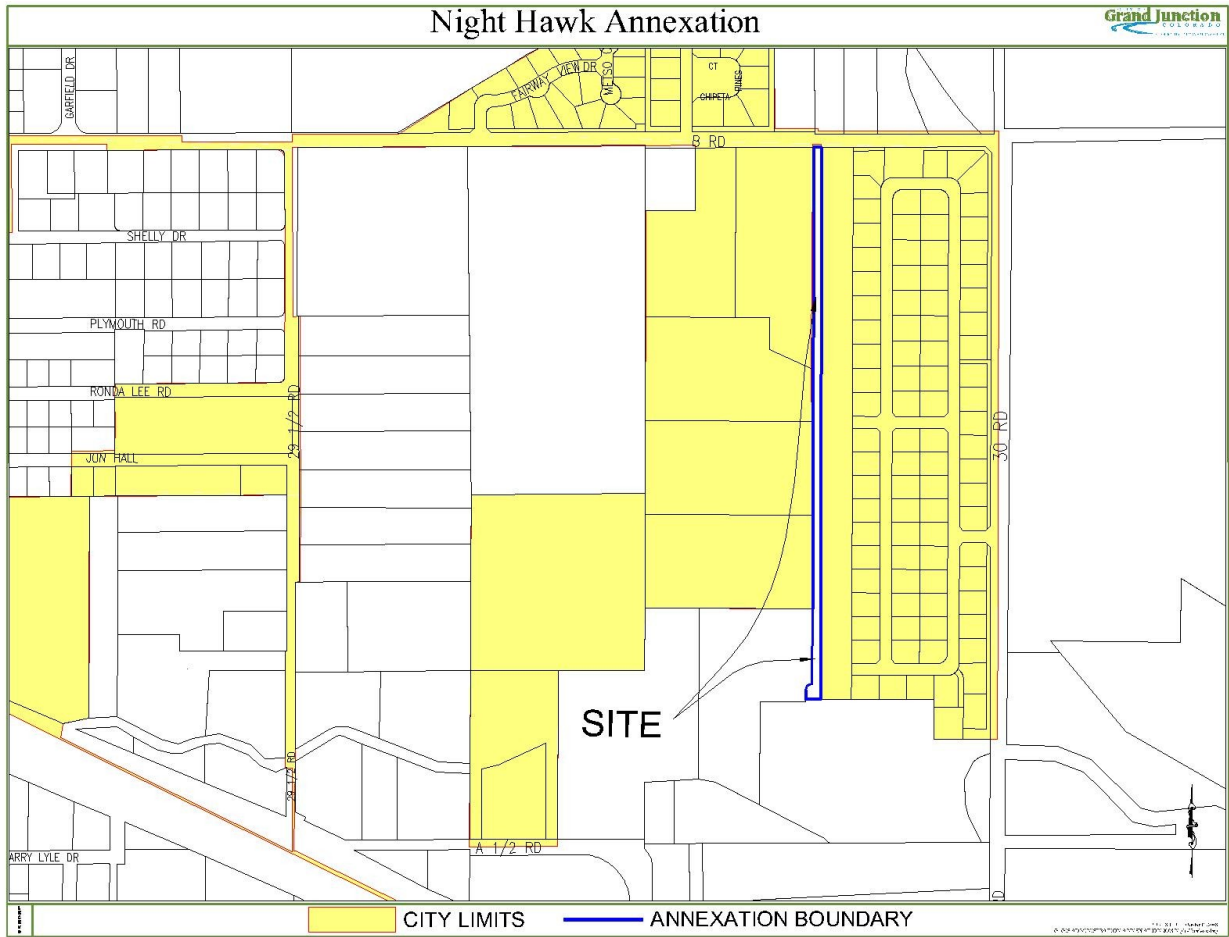 Night Hawk Annexation
Grand Junction
COLORADO
GARFIELD DR
FAIRWAY VIEW DR
METSO C
CT
CHIPETA
PINES
B RD
SHELLY DR
PLYMOUTH RD
RONDA LEE RD
29 1/2 RD
30 RD
JON HALL
SITE
29 1/2 RD
A 1/2 RD
ARRY LYLE DR
CITY LIMITS
ANNEXATION BOUNDARY